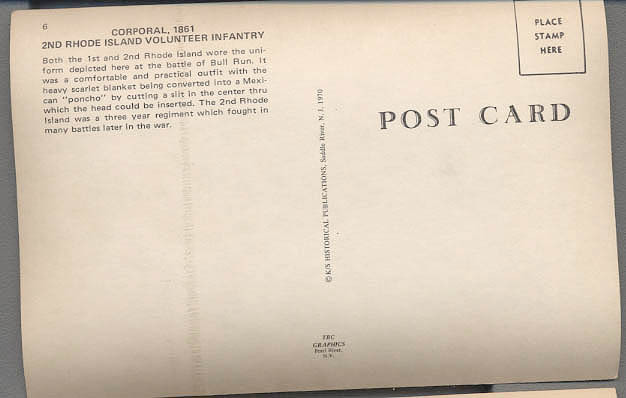 6
CORPORAL, 1861
2ND RHODE ISLAND VOLUNTEER INFANTRY
Both the 1st and 2nd Rhode Island wore the uni-
form depicted here at the battle of Bull Run. It
was a comfortable and practical outfit with the
heavy scarlet blanket being converted into a Mexi-
can "poncho" by cutting a slit in the center thru
which the head could be inserted. The 2nd Rhode
Island was a three year regiment which fought in
many battles later in the war.
© K/S HISTORICAL PUBLICATIONS, Saddle River, N. J. 1970
PLACE
STAMP
HERE
POST CARD
TRC
GRAPHICS
Pearl River,
N.Y.